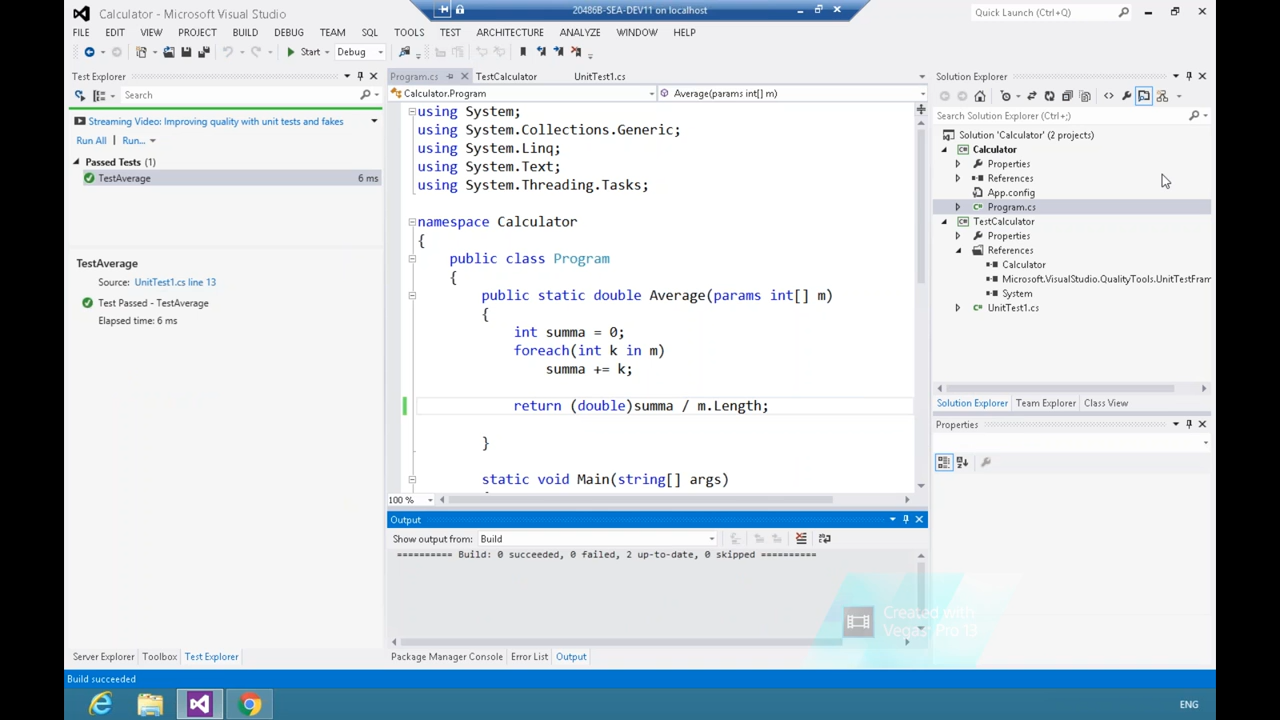 Calculator - Microsoft Visual Studio
20486B-SEA-DEV11 on localhost
Quick Launch (Ctrl+Q)
FILE EDIT VIEW PROJECT BUILD DEBUG TEAM SQL TOOLS TEST ARCHITECTURE ANALYZE WINDOW HELP
Start Debug
Test Explorer
Search
Streaming Video: Improving quality with unit tests and fakes
Run All Run...
Passed Tests (1)
TestAverage 6 ms
TestAverage
Source: UnitTest1.cs line 13
Test Passed - TestAverage
Elapsed time: 6 ms
Server Explorer Toolbox Test Explorer
Program.cs TestCalculator UnitTest1.cs
Calculator.Program Average(params int[] m)
using System;
using System.Collections.Generic;
using System.Linq;
using System.Text;
using System.Threading.Tasks;
namespace Calculator
{
public class Program
{
public static double Average(params int[] m)
{
int summa = 0;
foreach(int k in m)
summa += k;
return (double)summa / m.Length;
}
static void Main(string[] args)
100 %
Output
Show output from: Build
========== Build: 0 succeeded, 0 failed, 2 up-to-date, 0 skipped ==========
Package Manager Console Error List Output
Solution Explorer
Search Solution Explorer (Ctrl+;)
Solution 'Calculator' (2 projects)
Calculator
Properties
References
App.config
Program.cs
TestCalculator
Properties
References
Calculator
Microsoft.VisualStudio.QualityTools.UnitTestFram
System
UnitTest1.cs
Solution Explorer Team Explorer Class View
Properties
Created with
Vegas Pro 13
Build succeeded
ENG